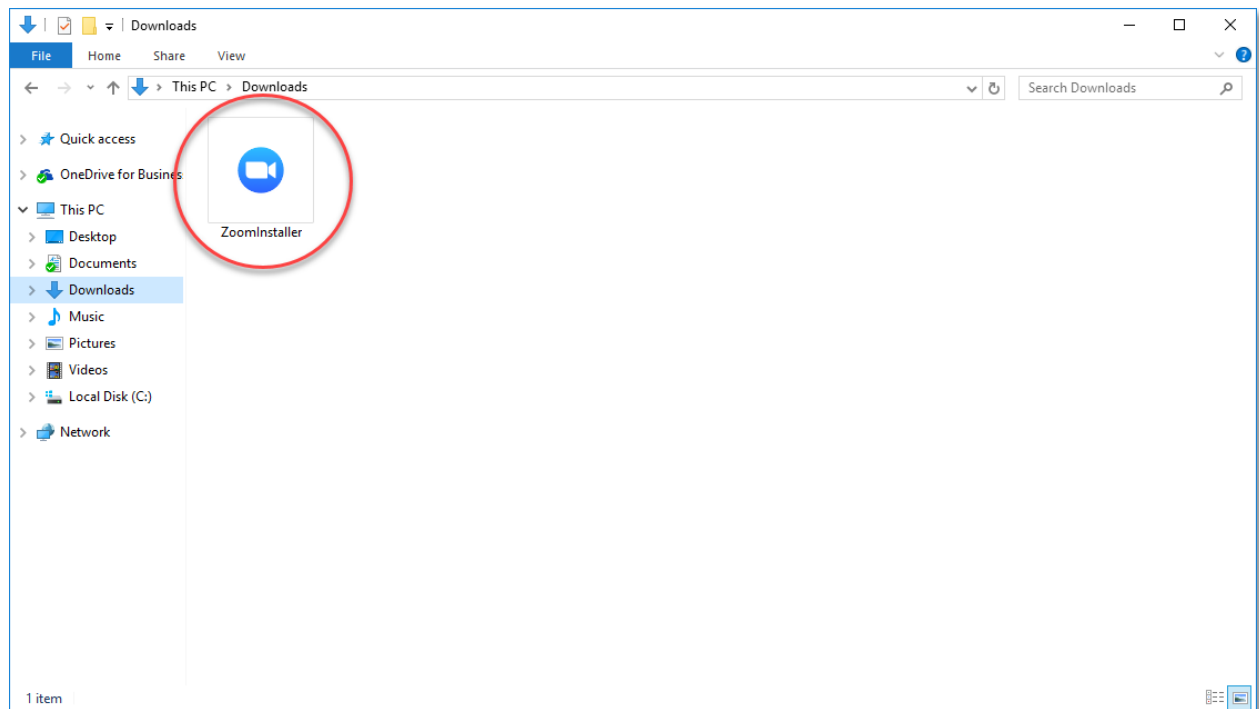 Downloads
File Home Share View
This PC > Downloads
Search Downloads
Quick access
OneDrive for Busines
This PC
Desktop
Documents
Downloads
Music
Pictures
Videos
Local Disk (C:)
Network
ZoomInstaller
1 item